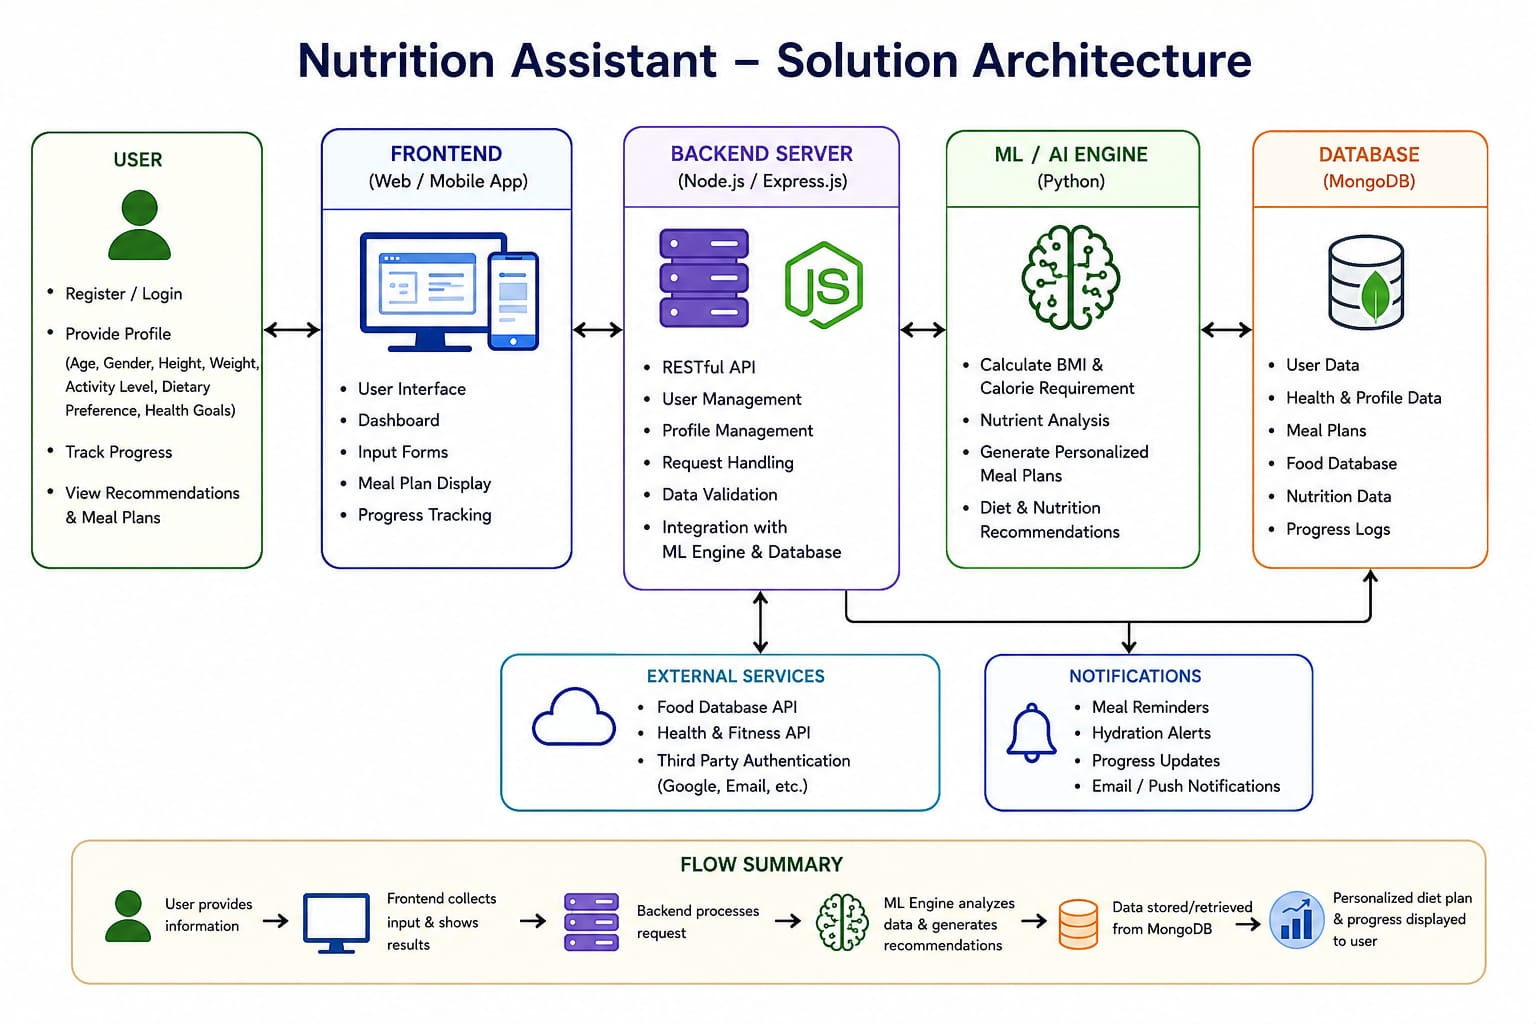 Nutrition Assistant – Solution Architecture
USER
• Register / Login
• Provide Profile
(Age, Gender, Height, Weight,
Activity Level, Dietary
Preference, Health Goals)
• Track Progress
• View Recommendations
& Meal Plans
FRONTEND
(Web / Mobile App)
• User Interface
• Dashboard
• Input Forms
• Meal Plan Display
• Progress Tracking
BACKEND SERVER
(Node.js / Express.js)
JS
• RESTful API
• User Management
• Profile Management
• Request Handling
• Data Validation
• Integration with
ML Engine & Database
ML / AI ENGINE
(Python)
• Calculate BMI &
Calorie Requirement
• Nutrient Analysis
• Generate Personalized
Meal Plans
• Diet & Nutrition
Recommendations
DATABASE
(MongoDB)
• User Data
• Health & Profile Data
• Meal Plans
• Food Database
• Nutrition Data
• Progress Logs
EXTERNAL SERVICES
• Food Database API
• Health & Fitness API
• Third Party Authentication
(Google, Email, etc.)
NOTIFICATIONS
• Meal Reminders
• Hydration Alerts
• Progress Updates
• Email / Push Notifications
FLOW SUMMARY
User provides
information
Frontend collects
input & shows
results
Backend processes
request
ML Engine analyzes
data & generates
recommendations
Data stored/retrieved
from MongoDB
Personalized diet plan
& progress displayed
to user